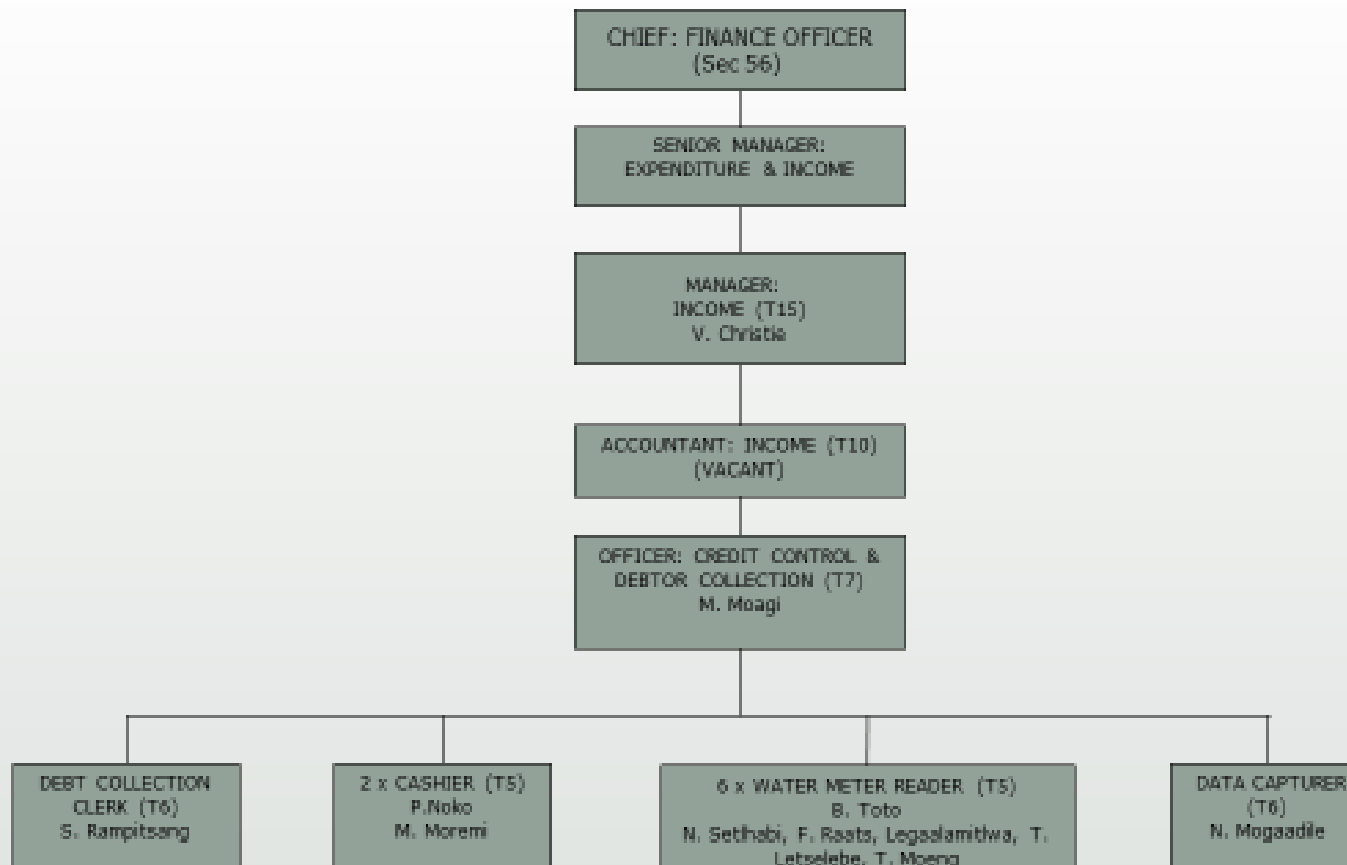 CHIEF: FINANCE OFFICER
(Sec 56)
SENIOR MANAGER:
EXPENDITURE & INCOME
MANAGER:
INCOME (T15)
V. Christie
ACCOUNTANT: INCOME (T10)
(VACANT)
OFFICER: CREDIT CONTROL &
DEBTOR COLLECTION (T7)
M. Moagi
DEBT COLLECTION
CLERK (T6)
S. Rampitsang
2 x CASHIER (T5)
P.Noko
M. Moremi
6 x WATER METER READER (T5)
B. Toto
N. Setlhabi, F. Raats, Legaalamitlwa, T.
Letselebe, T. Moeng
DATA CAPTURER
(T6)
N. Mogaadile